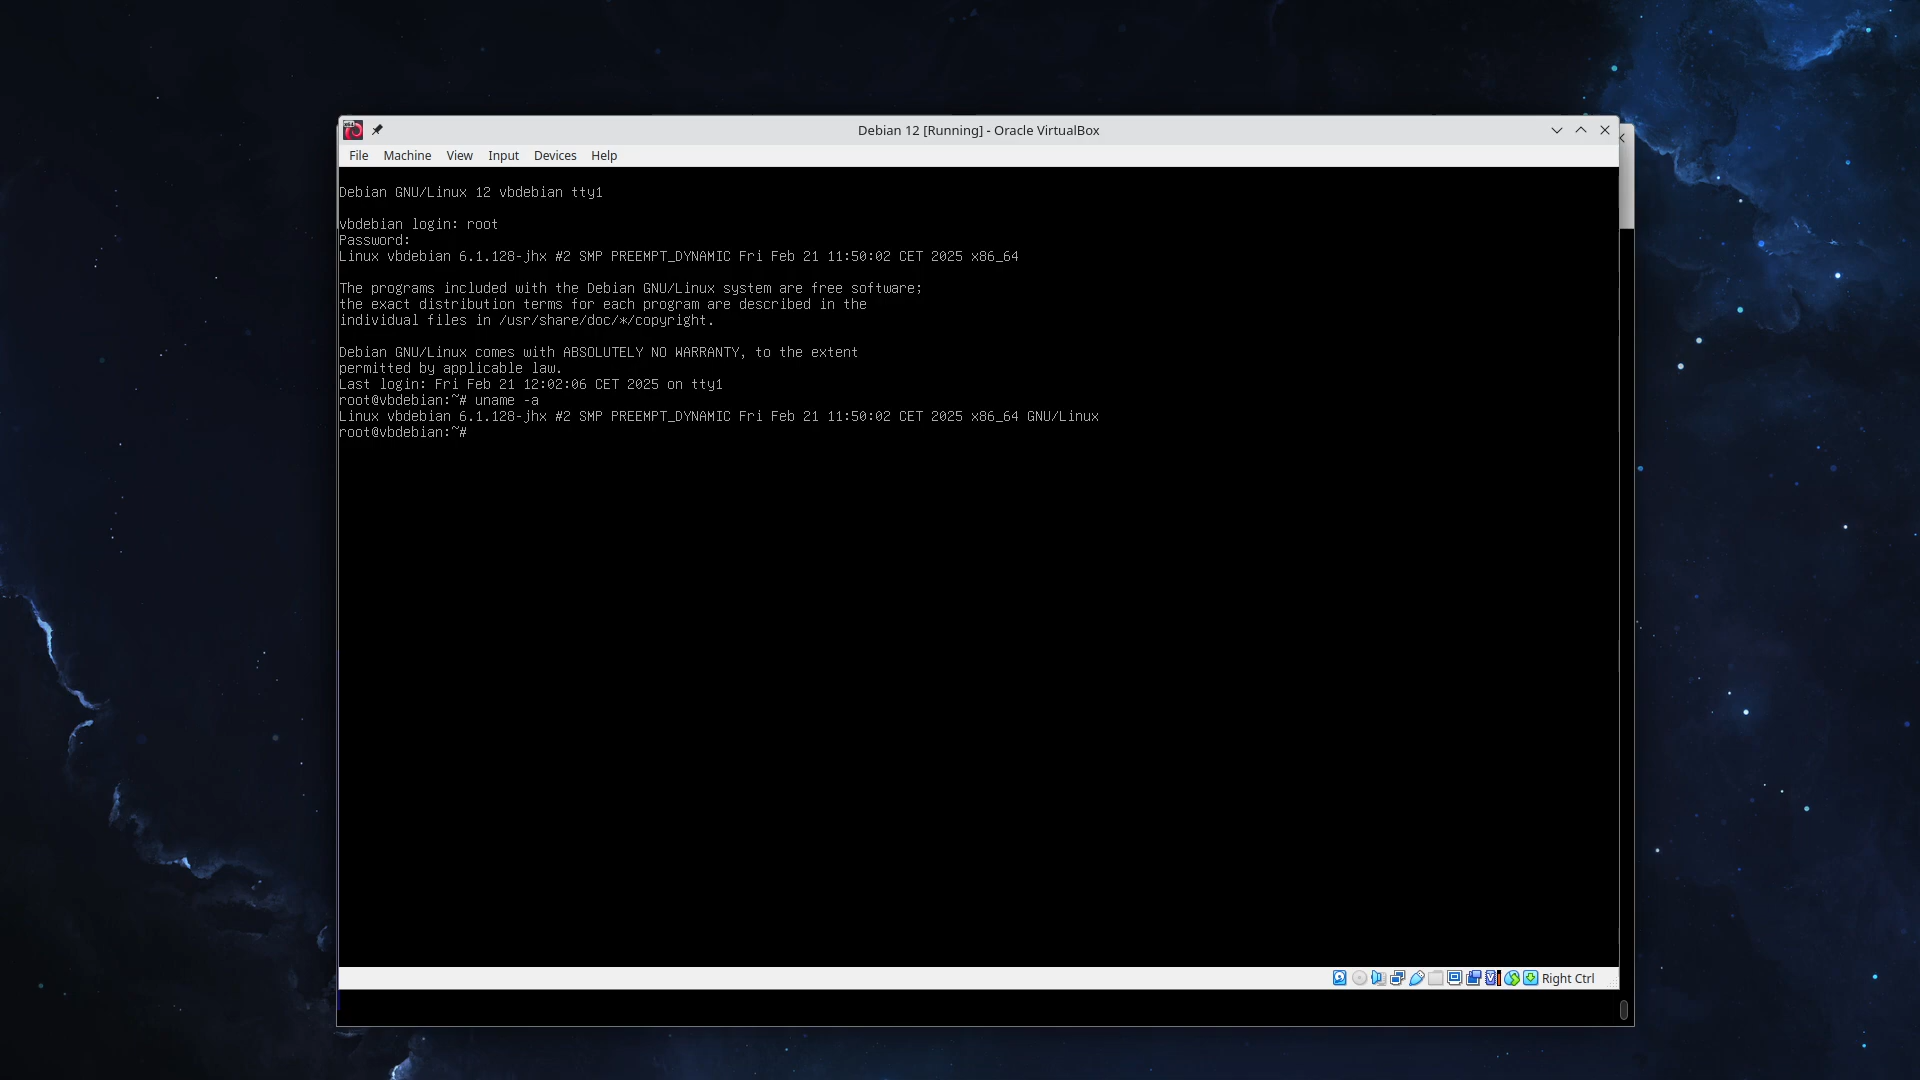 Debian 12 [Running] - Oracle VirtualBox
File Machine View Input Devices Help
Debian GNU/Linux 12 vbdebian tty1
vbdebian login: root
Password:
Linux vbdebian 6.1.128-jhx #2 SMP PREEMPT_DYNAMIC Fri Feb 21 11:50:02 CET 2025 x86_64
The programs included with the Debian GNU/Linux system are free software;
the exact distribution terms for each program are described in the
individual files in /usr/share/doc/*/copyright.
Debian GNU/Linux comes with ABSOLUTELY NO WARRANTY, to the extent
permitted by applicable law.
Last login: Fri Feb 21 12:02:06 CET 2025 on tty1
root@vbdebian:~# uname -a
Linux vbdebian 6.1.128-jhx #2 SMP PREEMPT_DYNAMIC Fri Feb 21 11:50:02 CET 2025 x86_64 GNU/Linux
root@vbdebian:~#
Right Ctrl